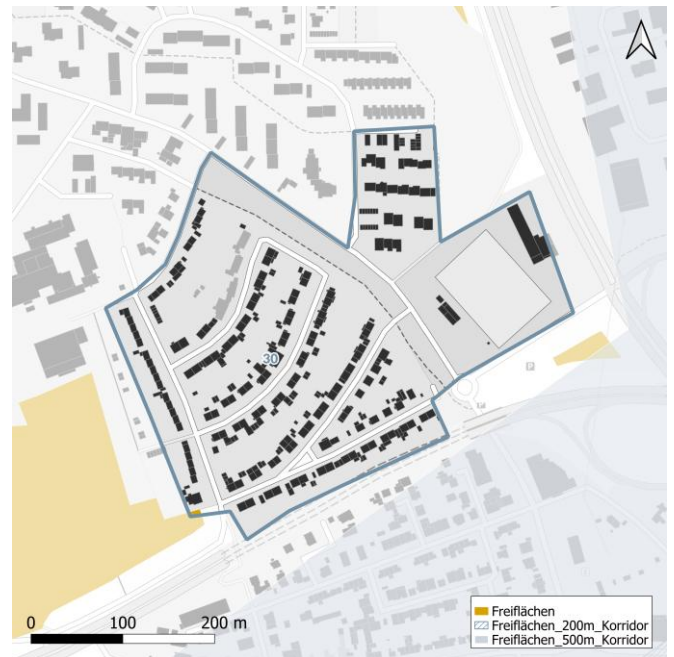 30
P
P
0 100 200 m
Freiflächen
Freiflächen_200m_Korridor
Freiflächen_500m_Korridor